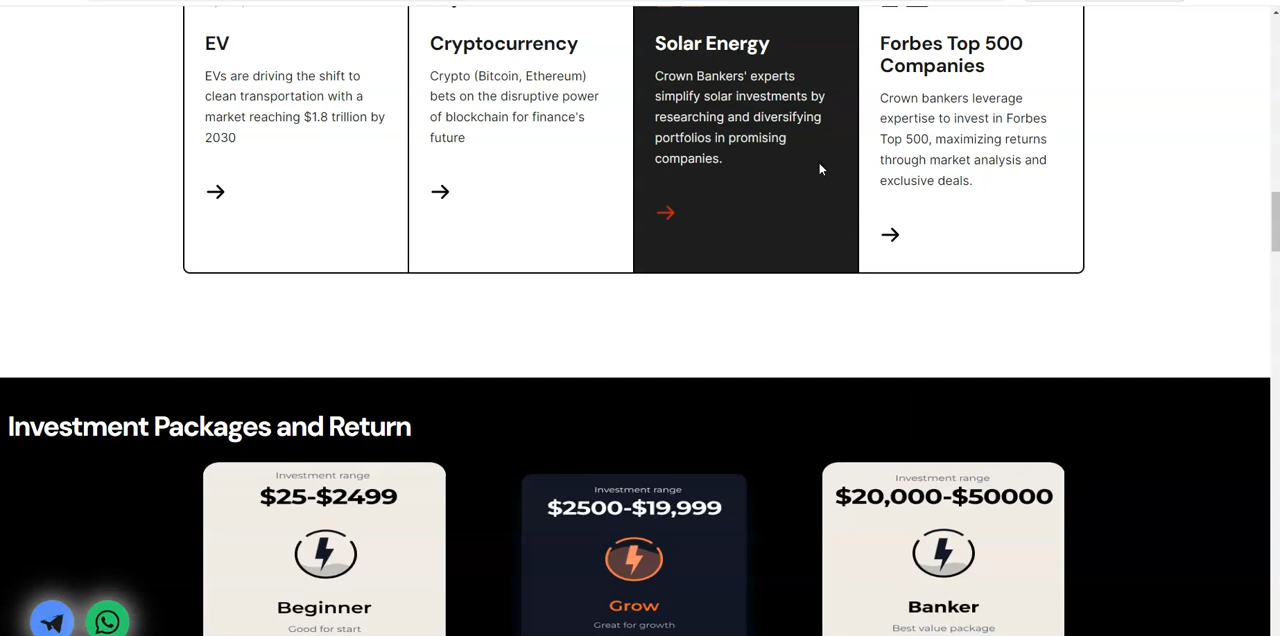 EV
EVs are driving the shift to
clean transportation with a
market reaching $1.8 trillion by
2030
Cryptocurrency
Crypto (Bitcoin, Ethereum)
bets on the disruptive power
of blockchain for finance's
future
Solar Energy
Crown Bankers' experts
simplify solar investments by
researching and diversifying
portfolios in promising
companies.
Forbes Top 500
Companies
Crown bankers leverage
expertise to invest in Forbes
Top 500, maximizing returns
through market analysis and
exclusive deals.
Investment Packages and Return
Investment range
$25-$2499
Beginner
Good for start
Investment range
$2500-$19,999
Grow
Great for growth
Investment range
$20,000-$50000
Banker
Best value package